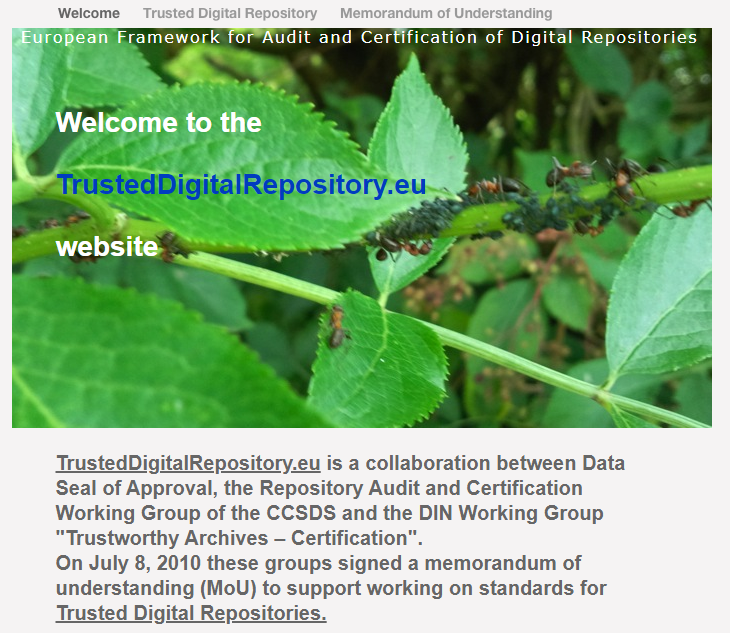 Welcome Trusted Digital Repository Memorandum of Understanding
European Framework for Audit and Certification of Digital Repositories
Welcome to the
TrustedDigitalRepository.eu
website
TrustedDigitalRepository.eu is a collaboration between Data
Seal of Approval, the Repository Audit and Certification
Working Group of the CCSDS and the DIN Working Group
"Trustworthy Archives – Certification".
On July 8, 2010 these groups signed a memorandum of
understanding (MoU) to support working on standards for
Trusted Digital Repositories.